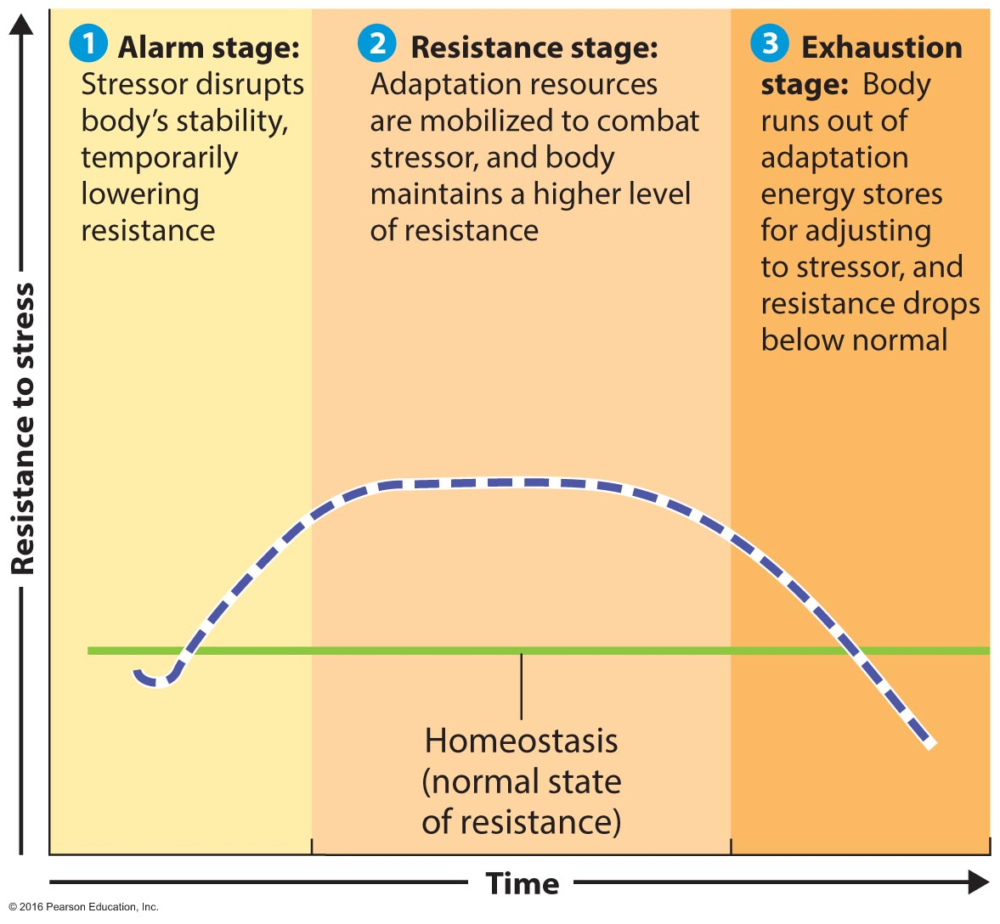 1 Alarm stage:
Stressor disrupts
body’s stability,
temporarily
lowering
resistance
2 Resistance stage:
Adaptation resources
are mobilized to combat
stressor, and body
maintains a higher level
of resistance
3 Exhaustion
stage: Body
runs out of
adaptation
energy stores
for adjusting
to stressor, and
resistance drops
below normal
Resistance to stress
Homeostasis
(normal state
of resistance)
Time
© 2016 Pearson Education, Inc.